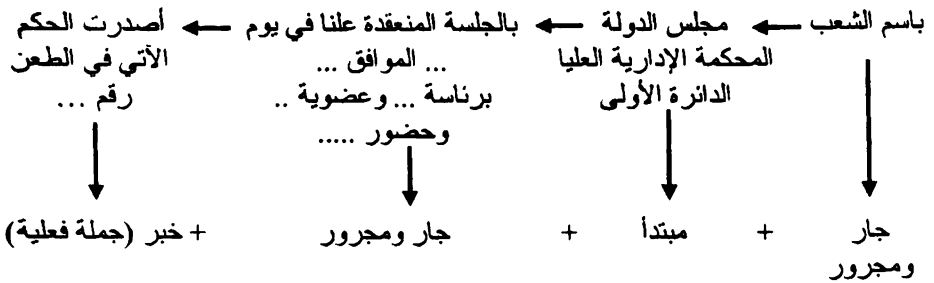 باسم الشعب ← مجلس الدولة ← بالجلسة المنعقدة علنا في يوم ← أصدرت الحكم
المحكمة الإدارية العليا ... الموافق ... الآتي في الطعن
الدائرة الأولى برئاسة ... وعضوية .. رقم ...
وحضور .....
جار + مبتدأ + جار ومجرور + خبر (جملة فعلية)
ومجرور